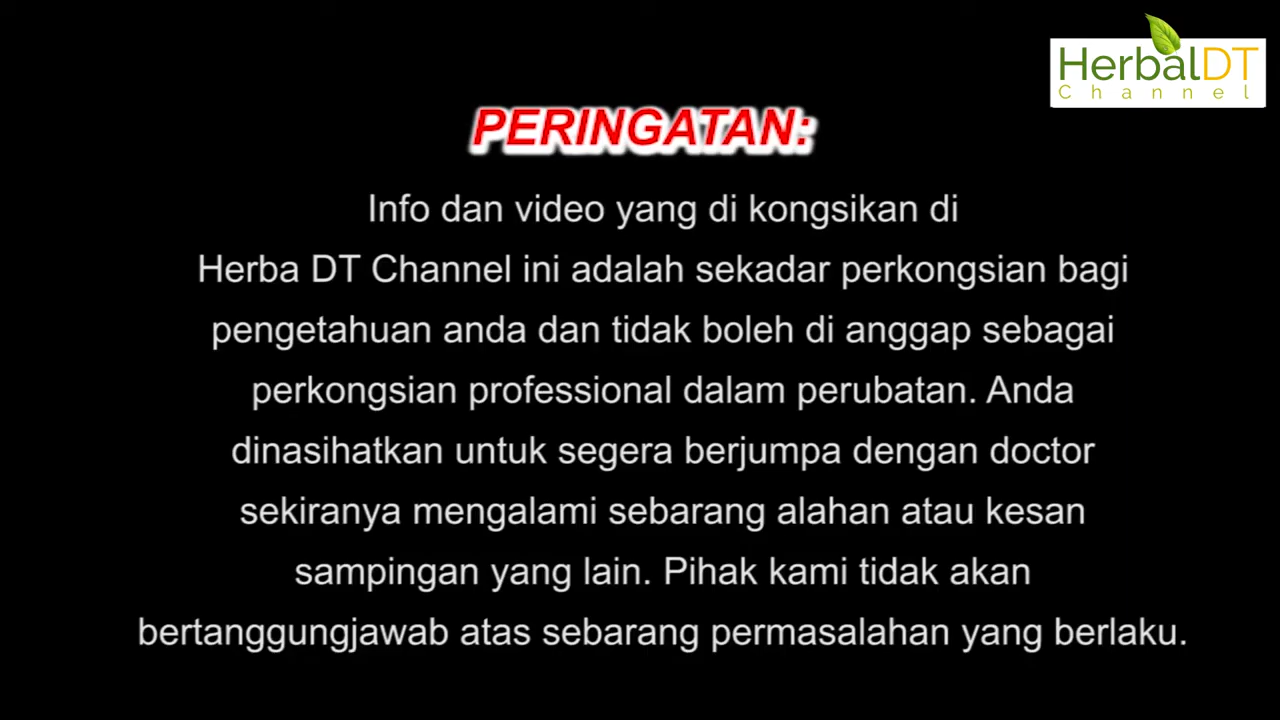 HerbalDT
Channel
PERINGATAN:
Info dan video yang di kongsikan di
Herba DT Channel ini adalah sekadar perkongsian bagi
pengetahuan anda dan tidak boleh di anggap sebagai
perkongsian professional dalam perubatan. Anda
dinasihatkan untuk segera berjumpa dengan doctor
sekiranya mengalami sebarang alahan atau kesan
sampingan yang lain. Pihak kami tidak akan
bertanggungjawab atas sebarang permasalahan yang berlaku.